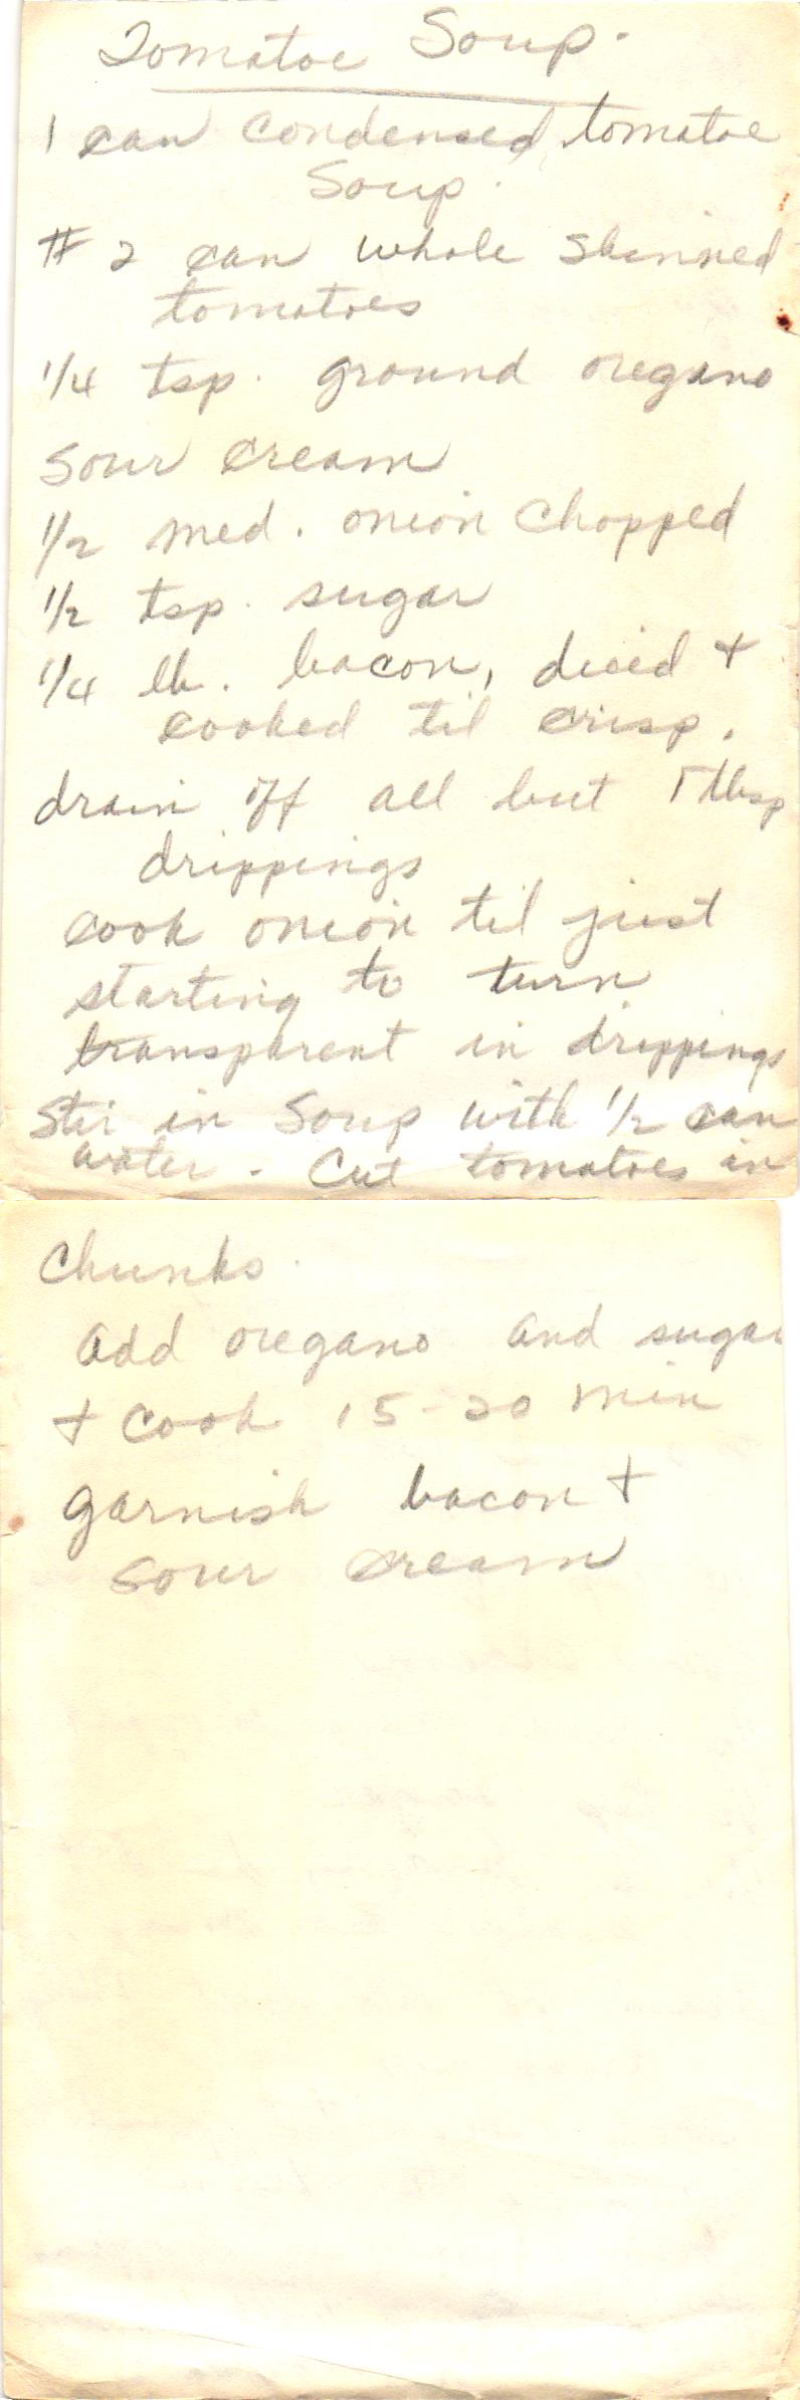 Tomatoe Soup.
1 can Condensed tomatoe
Soup.
# 2 can whole skinned
tomatoes
1/4 tsp. ground oregano
Sour cream
1/2 med. onion Chopped
1/2 tsp. sugar
1/4 lb. bacon, diced +
cooked til crisp.
drain off all but 1 tbsp
drippings
cook onion til just
starting to turn
transparent in drippings
Stir in Soup with 1/2 can
water. Cut tomatoes in
Chunks.
add oregano and sugar
+ Cook 15-20 min
garnish bacon +
sour cream